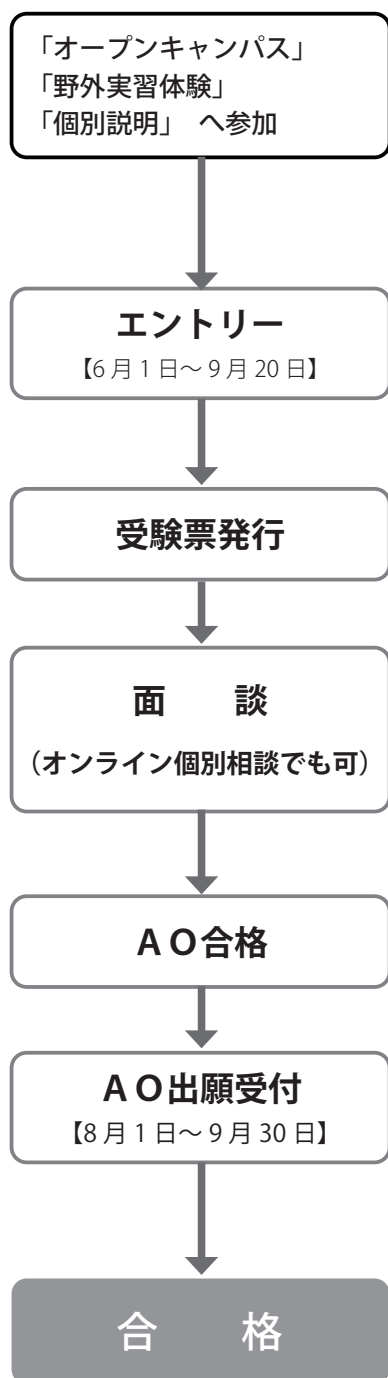 「オープンキャンパス」
「野外実習体験」
「個別説明」 へ参加
エントリー
【6月1日～9月20日】
受験票発行
面　　談
（オンライン個別相談でも可）
ＡＯ合格
ＡＯ出願受付
【8月1日～9月30日】
合　　格